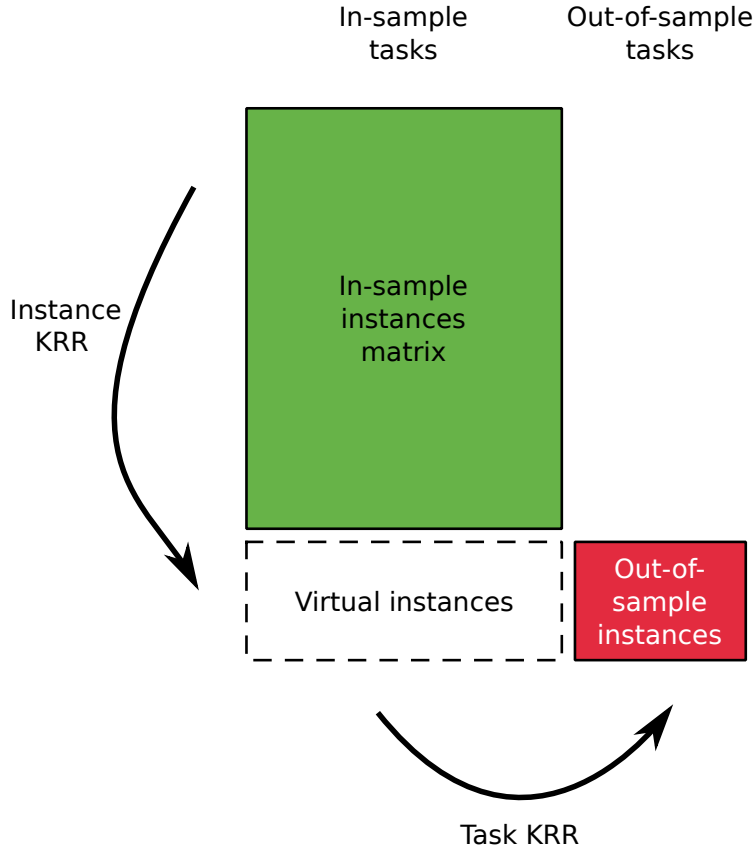 In-sample
tasks
Out-of-sample
tasks
In-sample
instances
matrix
Instance
KRR
Virtual instances
Out-of-
sample
instances
Task KRR